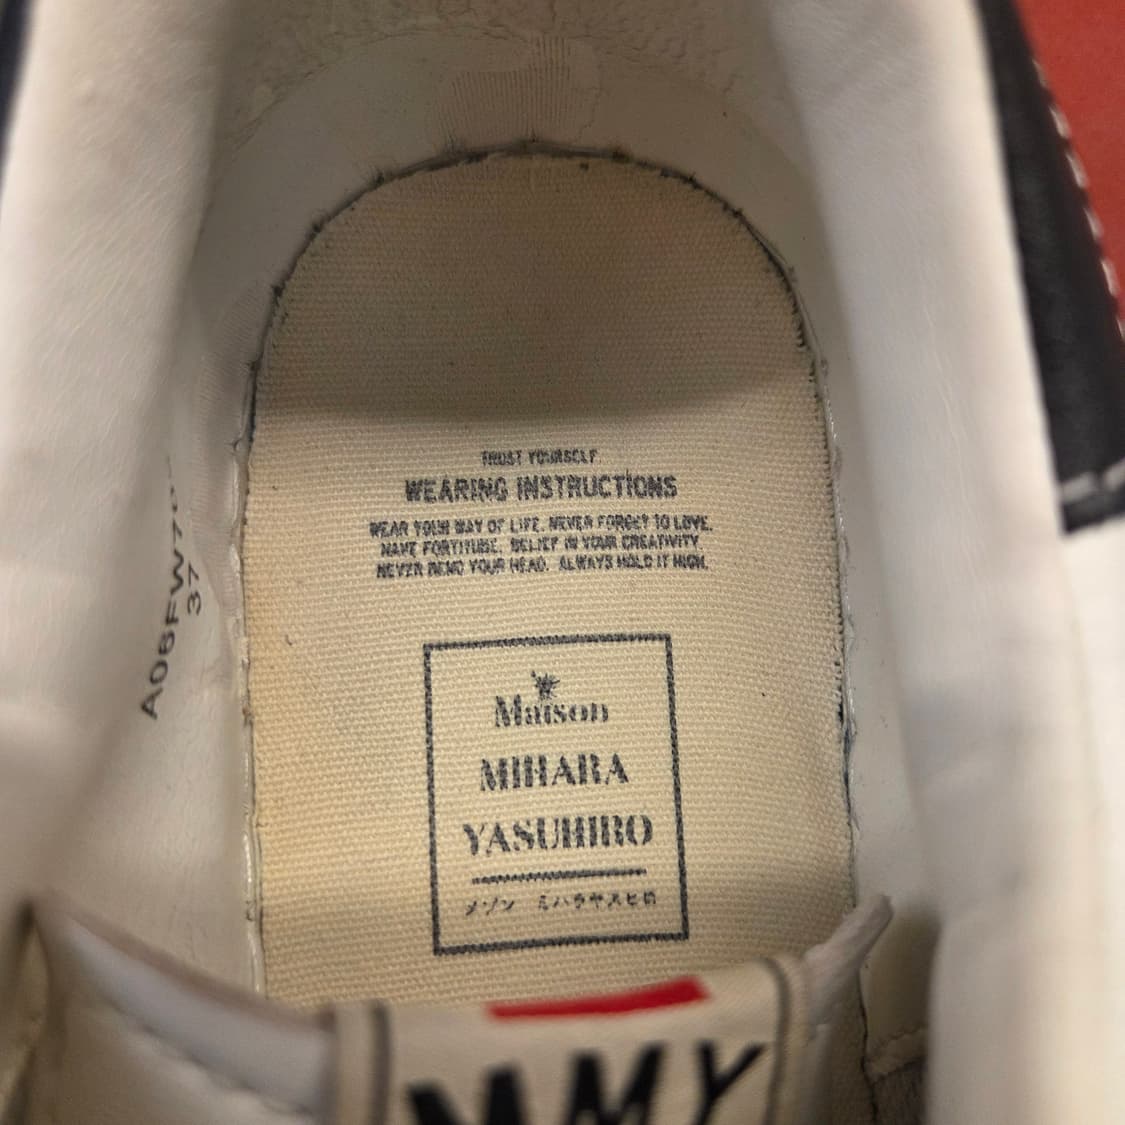 TRUST YOURSELF
WEARING INSTRUCTIONS
WEAR YOUR WAY OF LIFE. NEVER FORGET TO LOVE.
HAVE FORTITUDE. BELIEF IN YOUR CREATIVITY
NEVER BEND YOUR HEAD. ALWAYS HOLD IT HIGH.
Maison
MIHARA
YASUHIRO
メゾン ミハラヤスヒロ
37
MMY